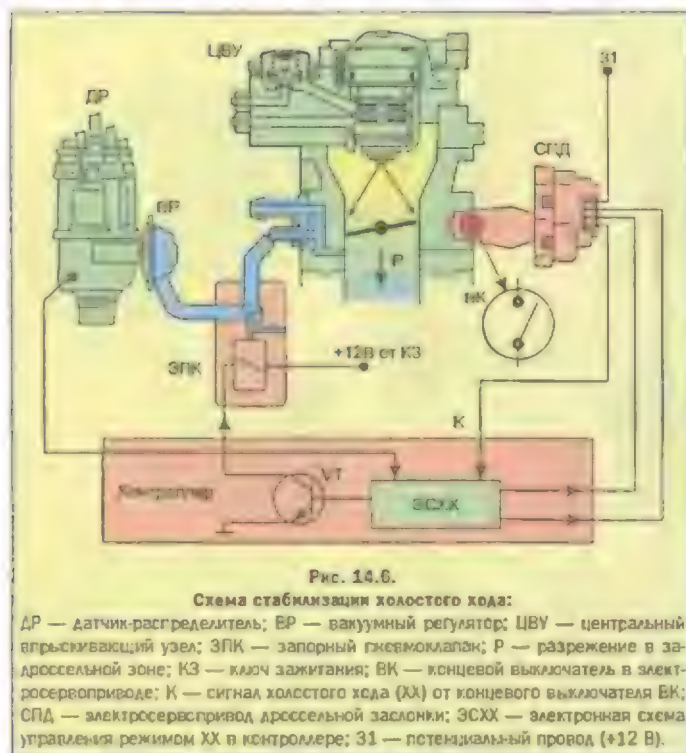 ЦВУ
31
ДР
СПД
ВР
Р
ВК
ЗПК
+12В от КЗ
К
Контроллер
VT
ЭСХХ
Рис. 14.6.
Схема стабилизации холостого хода:
ДР — датчик-распределитель; ВР — вакуумный регулятор; ЦВУ — центральный
впрыскивающий узел; ЗПК — запорный пневмоклапан; Р — разрежение в за-
дроссельной зоне; КЗ — ключ зажигания; ВК — концевой выключатель в элект-
росервоприводе; К — сигнал холостого хода (ХХ) от концевого выключателя ВК;
СПД — электросервопривод дроссельной заслонки; ЭСХХ — электронная схема
управления режимом ХХ в контроллере; 31 — потенциальный провод (+12 В).